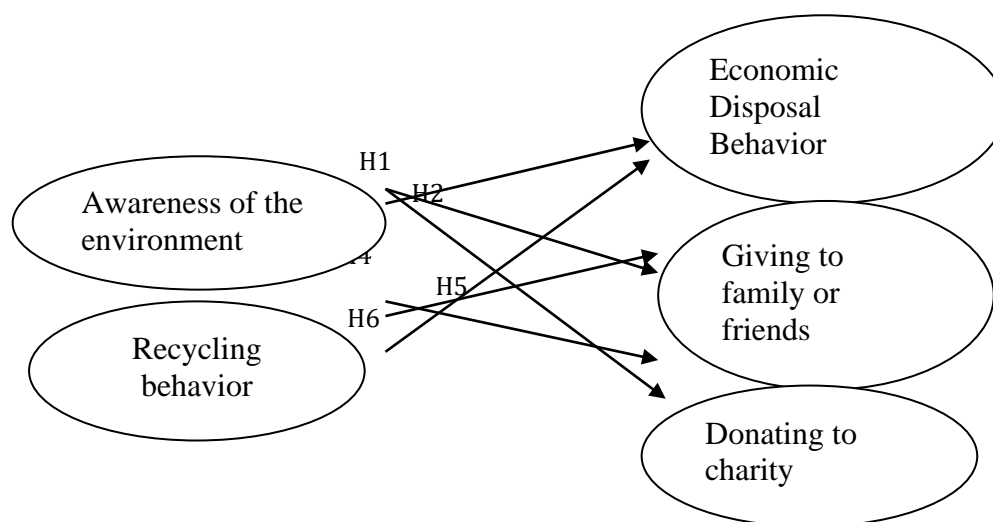 Economic
Disposal
Behavior
H1
H2
Awareness of the
environment
H5
H6
Giving to
family or
friends
Recycling
behavior
Donating to
charity